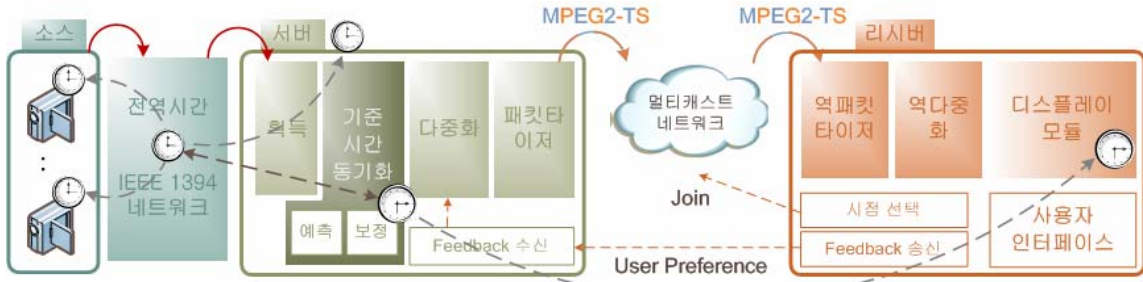 소스
서버
MPEG2-TS
MPEG2-TS
리시버
전역시간
IEEE 1394
네트워크
획득
기준
시간
동기화
예측
보정
다중화
패킷타
이저
Feedback 수신
멀티캐스트
네트워크
Join
User Preference
역패킷
타이저
역다중
화
디스플레이
모듈
시점 선택
Feedback 송신
사용자
인터페이스